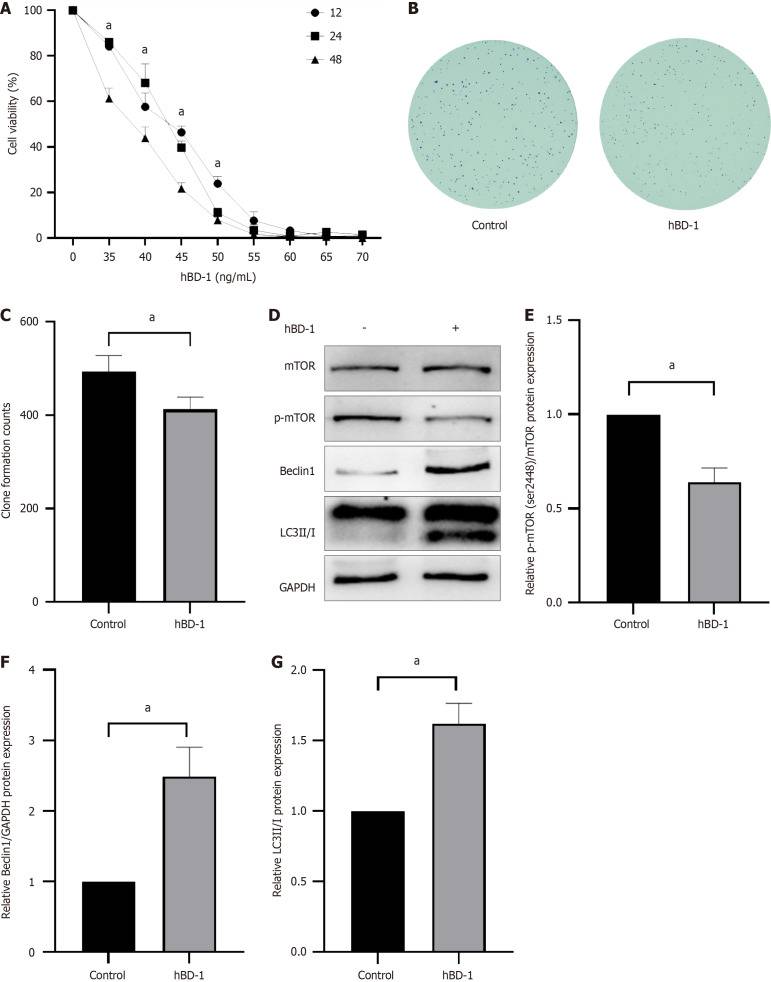 A
Cell viability (%)
100
80
60
40
20
0
a
a
a
a
12
24
48
0 35 40 45 50 55 60 65 70
hBD-1 (ng/mL)
B
Control hBD-1
C
Clone formation counts
600
400
200
0
a
Control hBD-1
D
hBD-1 - +
mTOR
p-mTOR
Beclin1
LC3II/I
GAPDH
E
Relative p-mTOR (ser2448)/mTOR protein expression
1.5
1.0
0.5
0.0
a
Control hBD-1
F
Relative Beclin1/GAPDH protein expression
4
3
2
1
0
a
Control hBD-1
G
Relative LC3II/I protein expression
2.0
1.5
1.0
0.5
0.0
a
Control hBD-1